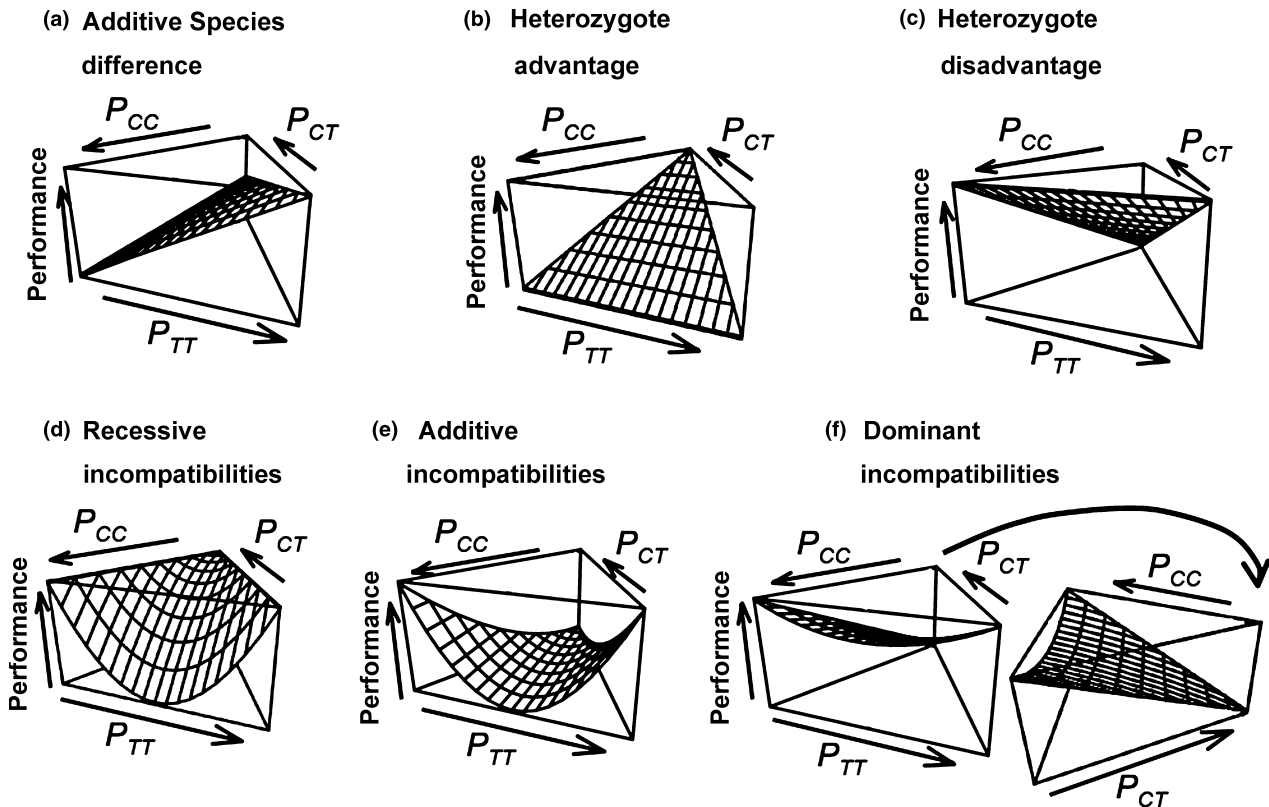 (a) Additive Species
difference
(b) Heterozygote
advantage
(c) Heterozygote
disadvantage
P_CC
P_CT
Performance
P_TT
P_CC
P_CT
Performance
P_TT
P_CC
P_CT
Performance
P_TT
(d) Recessive
incompatibilities
(e) Additive
incompatibilities
(f) Dominant
incompatibilities
P_CC
P_CT
Performance
P_TT
P_CC
P_CT
Performance
P_TT
P_CC
P_CT
Performance
P_TT
P_CC
P_CT